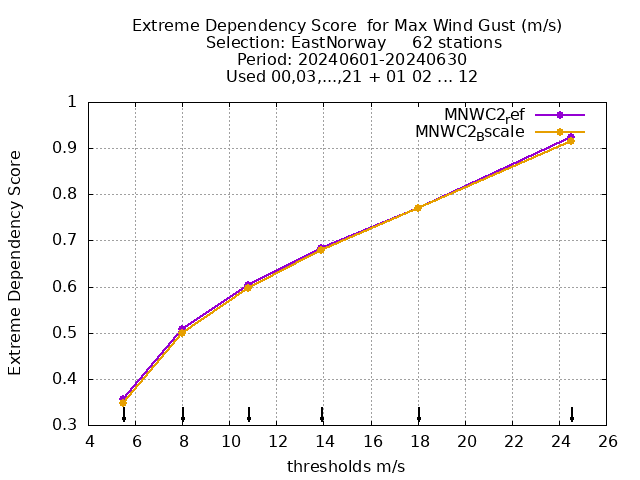 Extreme Dependency Score  for Max Wind Gust (m/s)
Selection: EastNorway     62 stations
Period: 20240601-20240630
Used 00,03,...,21 + 01 02 ... 12
MNWC2ref
MNWC2Bscale
Extreme Dependency Score
1
0.9
0.8
0.7
0.6
0.5
0.4
0.3
4 6 8 10 12 14 16 18 20 22 24 26
thresholds m/s